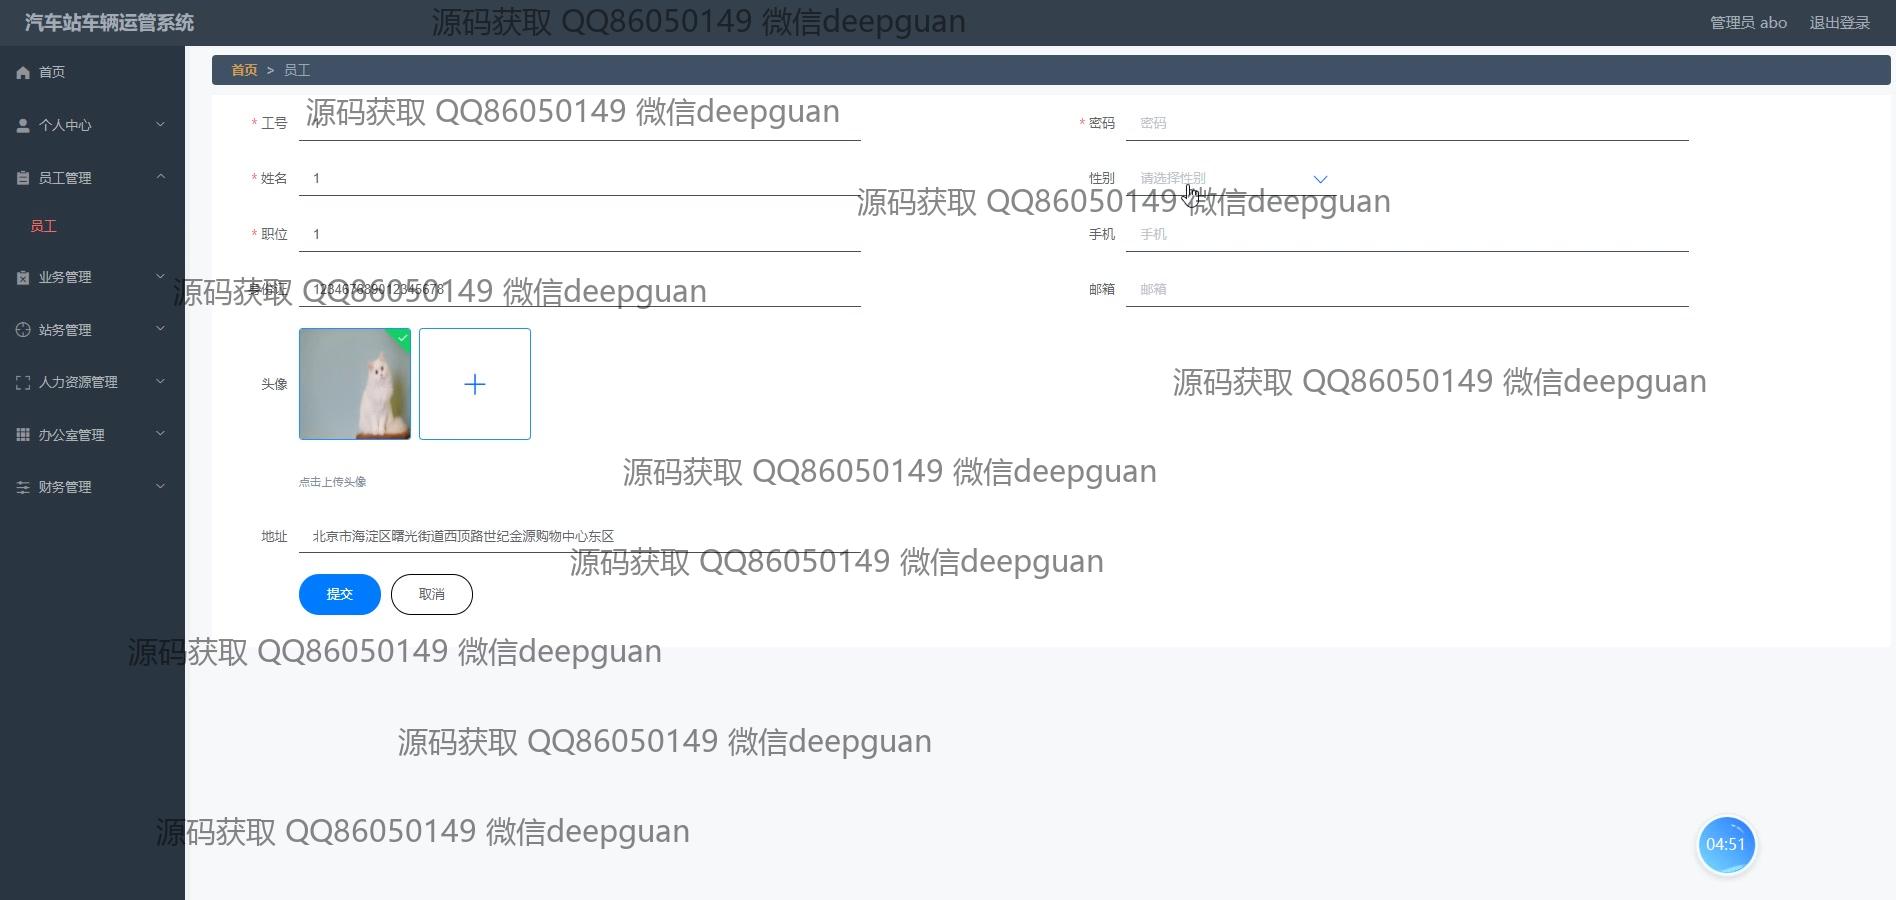 汽车站车辆运管系统
源码获取 QQ86050149 微信deepguan
管理员 abo 退出登录
首页
个人中心
员工管理
员工
业务管理
站务管理
人力资源管理
办公室管理
财务管理
首页 > 员工
源码获取 QQ86050149 微信deepguan
* 工号
* 密码 密码
* 姓名 1
性别 请选择性别
源码获取 QQ86050149 微信deepguan
* 职位 1
手机 手机
源码获取 QQ86050149 微信deepguan
邮箱 邮箱
头像
源码获取 QQ86050149 微信deepguan
源码获取 QQ86050149 微信deepguan
点击上传头像
地址 北京市海淀区曙光街道西顶路世纪金源购物中心东区
源码获取 QQ86050149 微信deepguan
提交 取消
源码获取 QQ86050149 微信deepguan
源码获取 QQ86050149 微信deepguan
源码获取 QQ86050149 微信deepguan
04:51